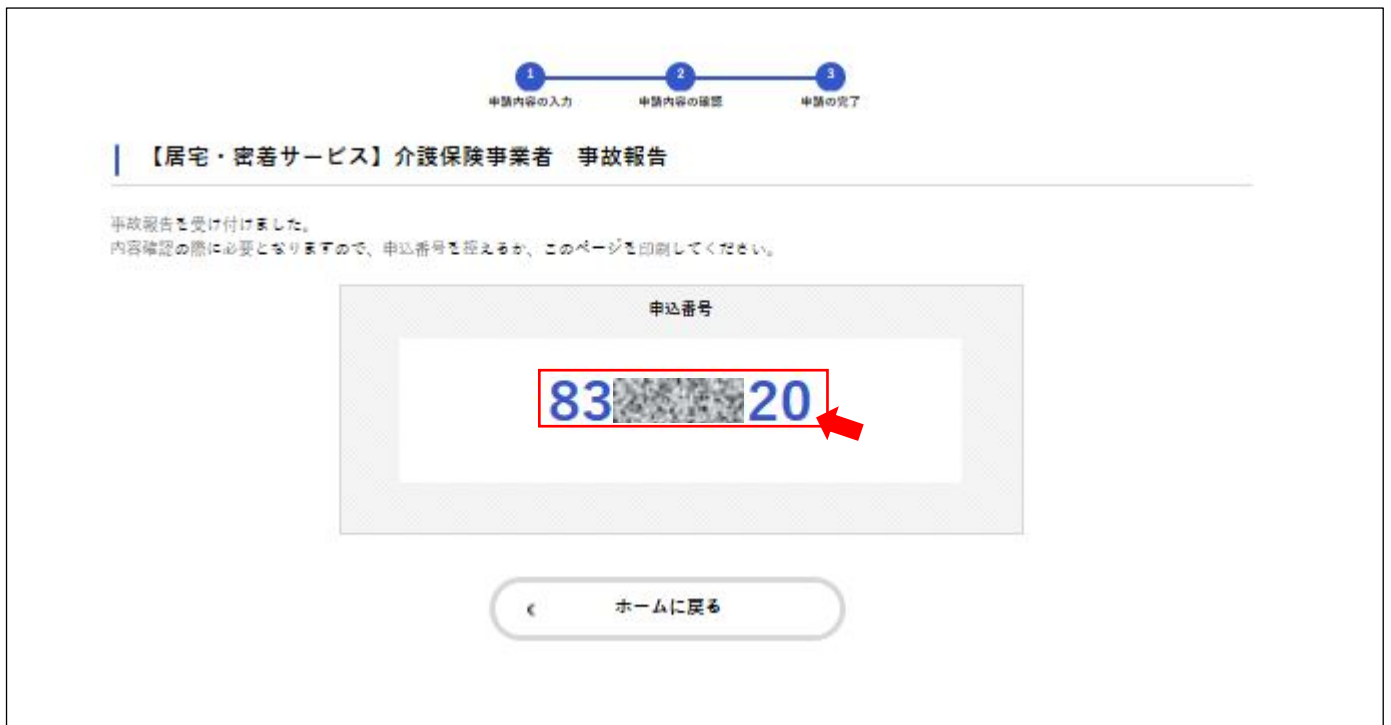 1 2 3
申請内容の入力 申請内容の確認 申請の完了
【居宅・密着サービス】介護保険事業者 事故報告
事故報告を受け付けました。
内容確認の際に必要となりますので、申込番号を控えるか、このページを印刷してください。
申込番号
83 20
ホームに戻る